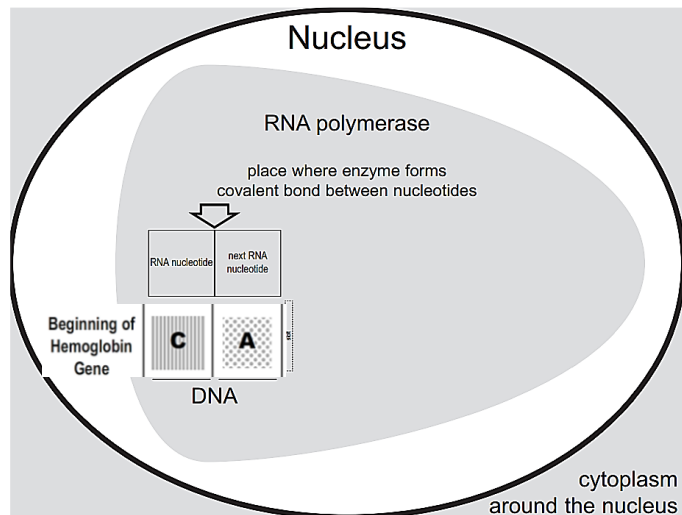 Nucleus
RNA polymerase
place where enzyme forms
covalent bond between nucleotides
RNA nucleotide
next RNA
nucleotide
Beginning of
Hemoglobin
Gene
C
A
DNA
cytoplasm
around the nucleus